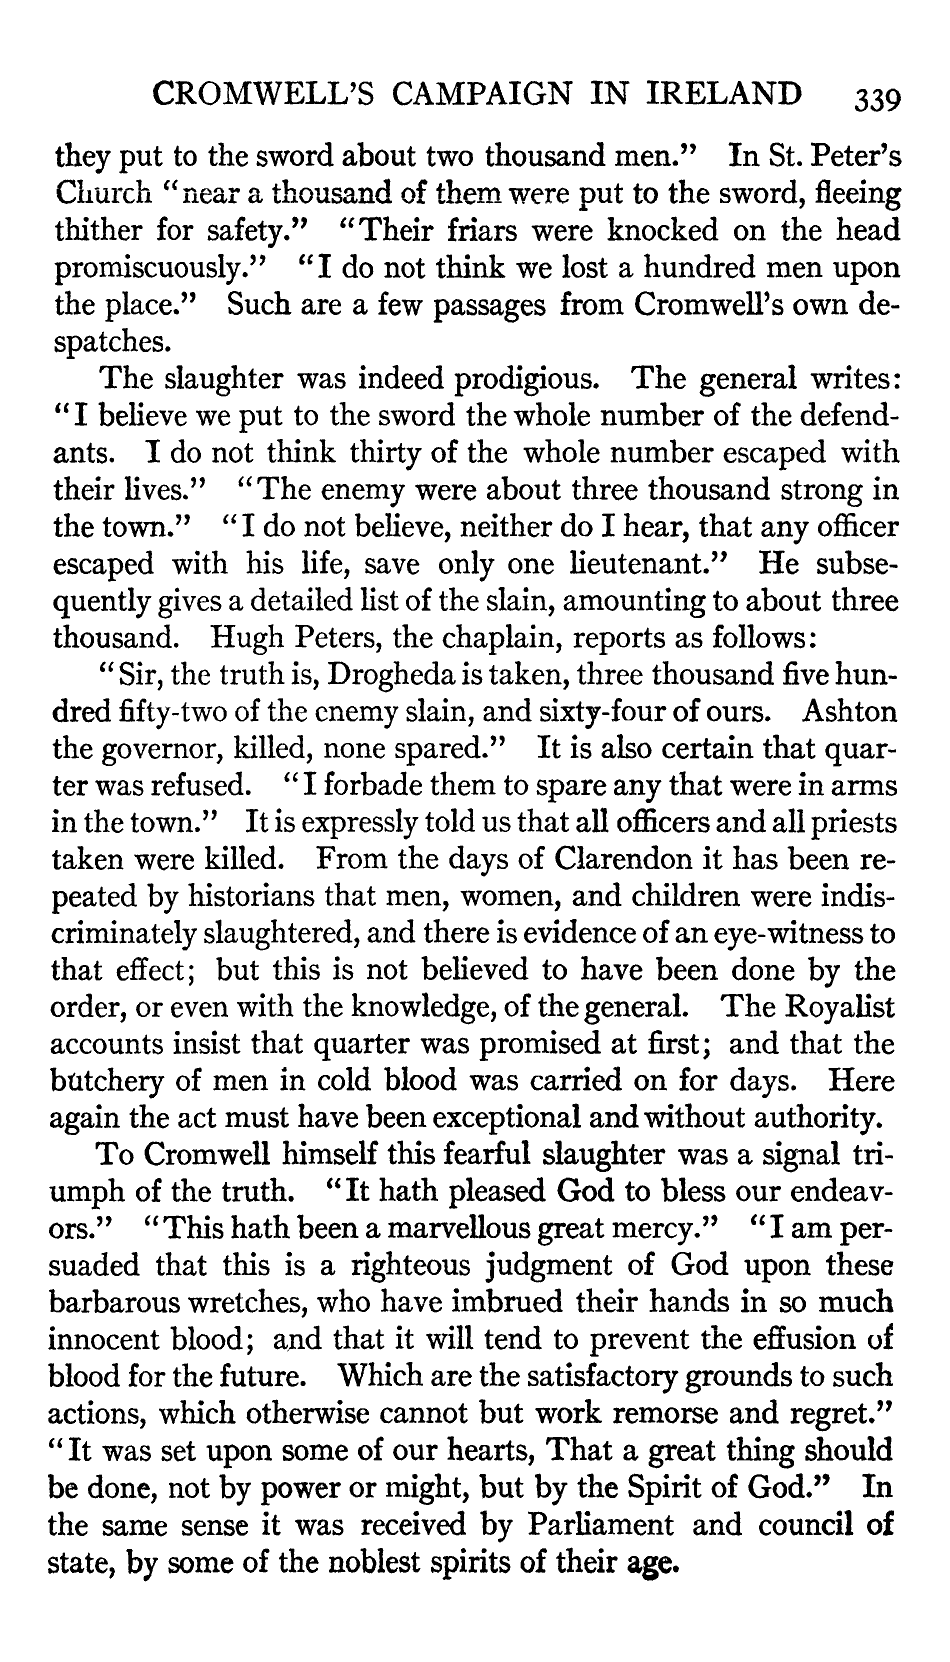 CROMWELL'S CAMPAIGN IN IRELAND 339
they put to the sword about two thousand men." In St. Peter's
Church "near a thousand of them were put to the sword, fleeing
thither for safety." "Their friars were knocked on the head
promiscuously." "I do not think we lost a hundred men upon
the place." Such are a few passages from Cromwell's own de-
spatches.
The slaughter was indeed prodigious. The general writes:
"I believe we put to the sword the whole number of the defend-
ants. I do not think thirty of the whole number escaped with
their lives." "The enemy were about three thousand strong in
the town." "I do not believe, neither do I hear, that any officer
escaped with his life, save only one lieutenant." He subse-
quently gives a detailed list of the slain, amounting to about three
thousand. Hugh Peters, the chaplain, reports as follows:
"Sir, the truth is, Drogheda is taken, three thousand five hun-
dred fifty-two of the enemy slain, and sixty-four of ours. Ashton
the governor, killed, none spared." It is also certain that quar-
ter was refused. "I forbade them to spare any that were in arms
in the town." It is expressly told us that all officers and all priests
taken were killed. From the days of Clarendon it has been re-
peated by historians that men, women, and children were indis-
criminately slaughtered, and there is evidence of an eye-witness to
that effect; but this is not believed to have been done by the
order, or even with the knowledge, of the general. The Royalist
accounts insist that quarter was promised at first; and that the
butchery of men in cold blood was carried on for days. Here
again the act must have been exceptional and without authority.
To Cromwell himself this fearful slaughter was a signal tri-
umph of the truth. "It hath pleased God to bless our endeav-
ors." "This hath been a marvellous great mercy." "I am per-
suaded that this is a righteous judgment of God upon these
barbarous wretches, who have imbrued their hands in so much
innocent blood; and that it will tend to prevent the effusion of
blood for the future. Which are the satisfactory grounds to such
actions, which otherwise cannot but work remorse and regret."
"It was set upon some of our hearts, That a great thing should
be done, not by power or might, but by the Spirit of God." In
the same sense it was received by Parliament and council of
state, by some of the noblest spirits of their age.